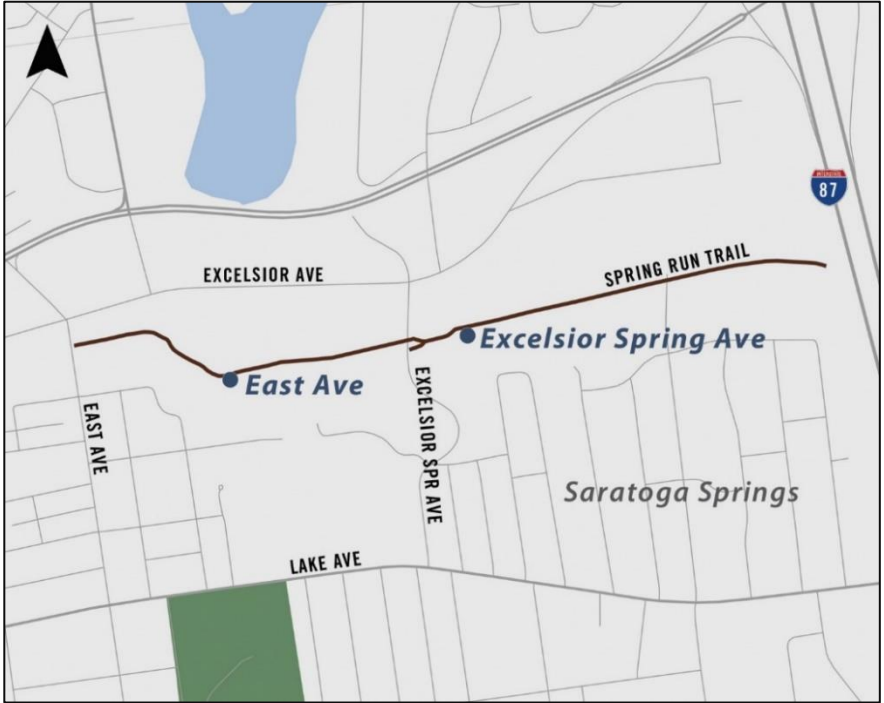 INTERSTATE
87
EXCELSIOR AVE
SPRING RUN TRAIL
Excelsior Spring Ave
East Ave
EAST AVE
EXCELSIOR SPR AVE
Saratoga Springs
LAKE AVE